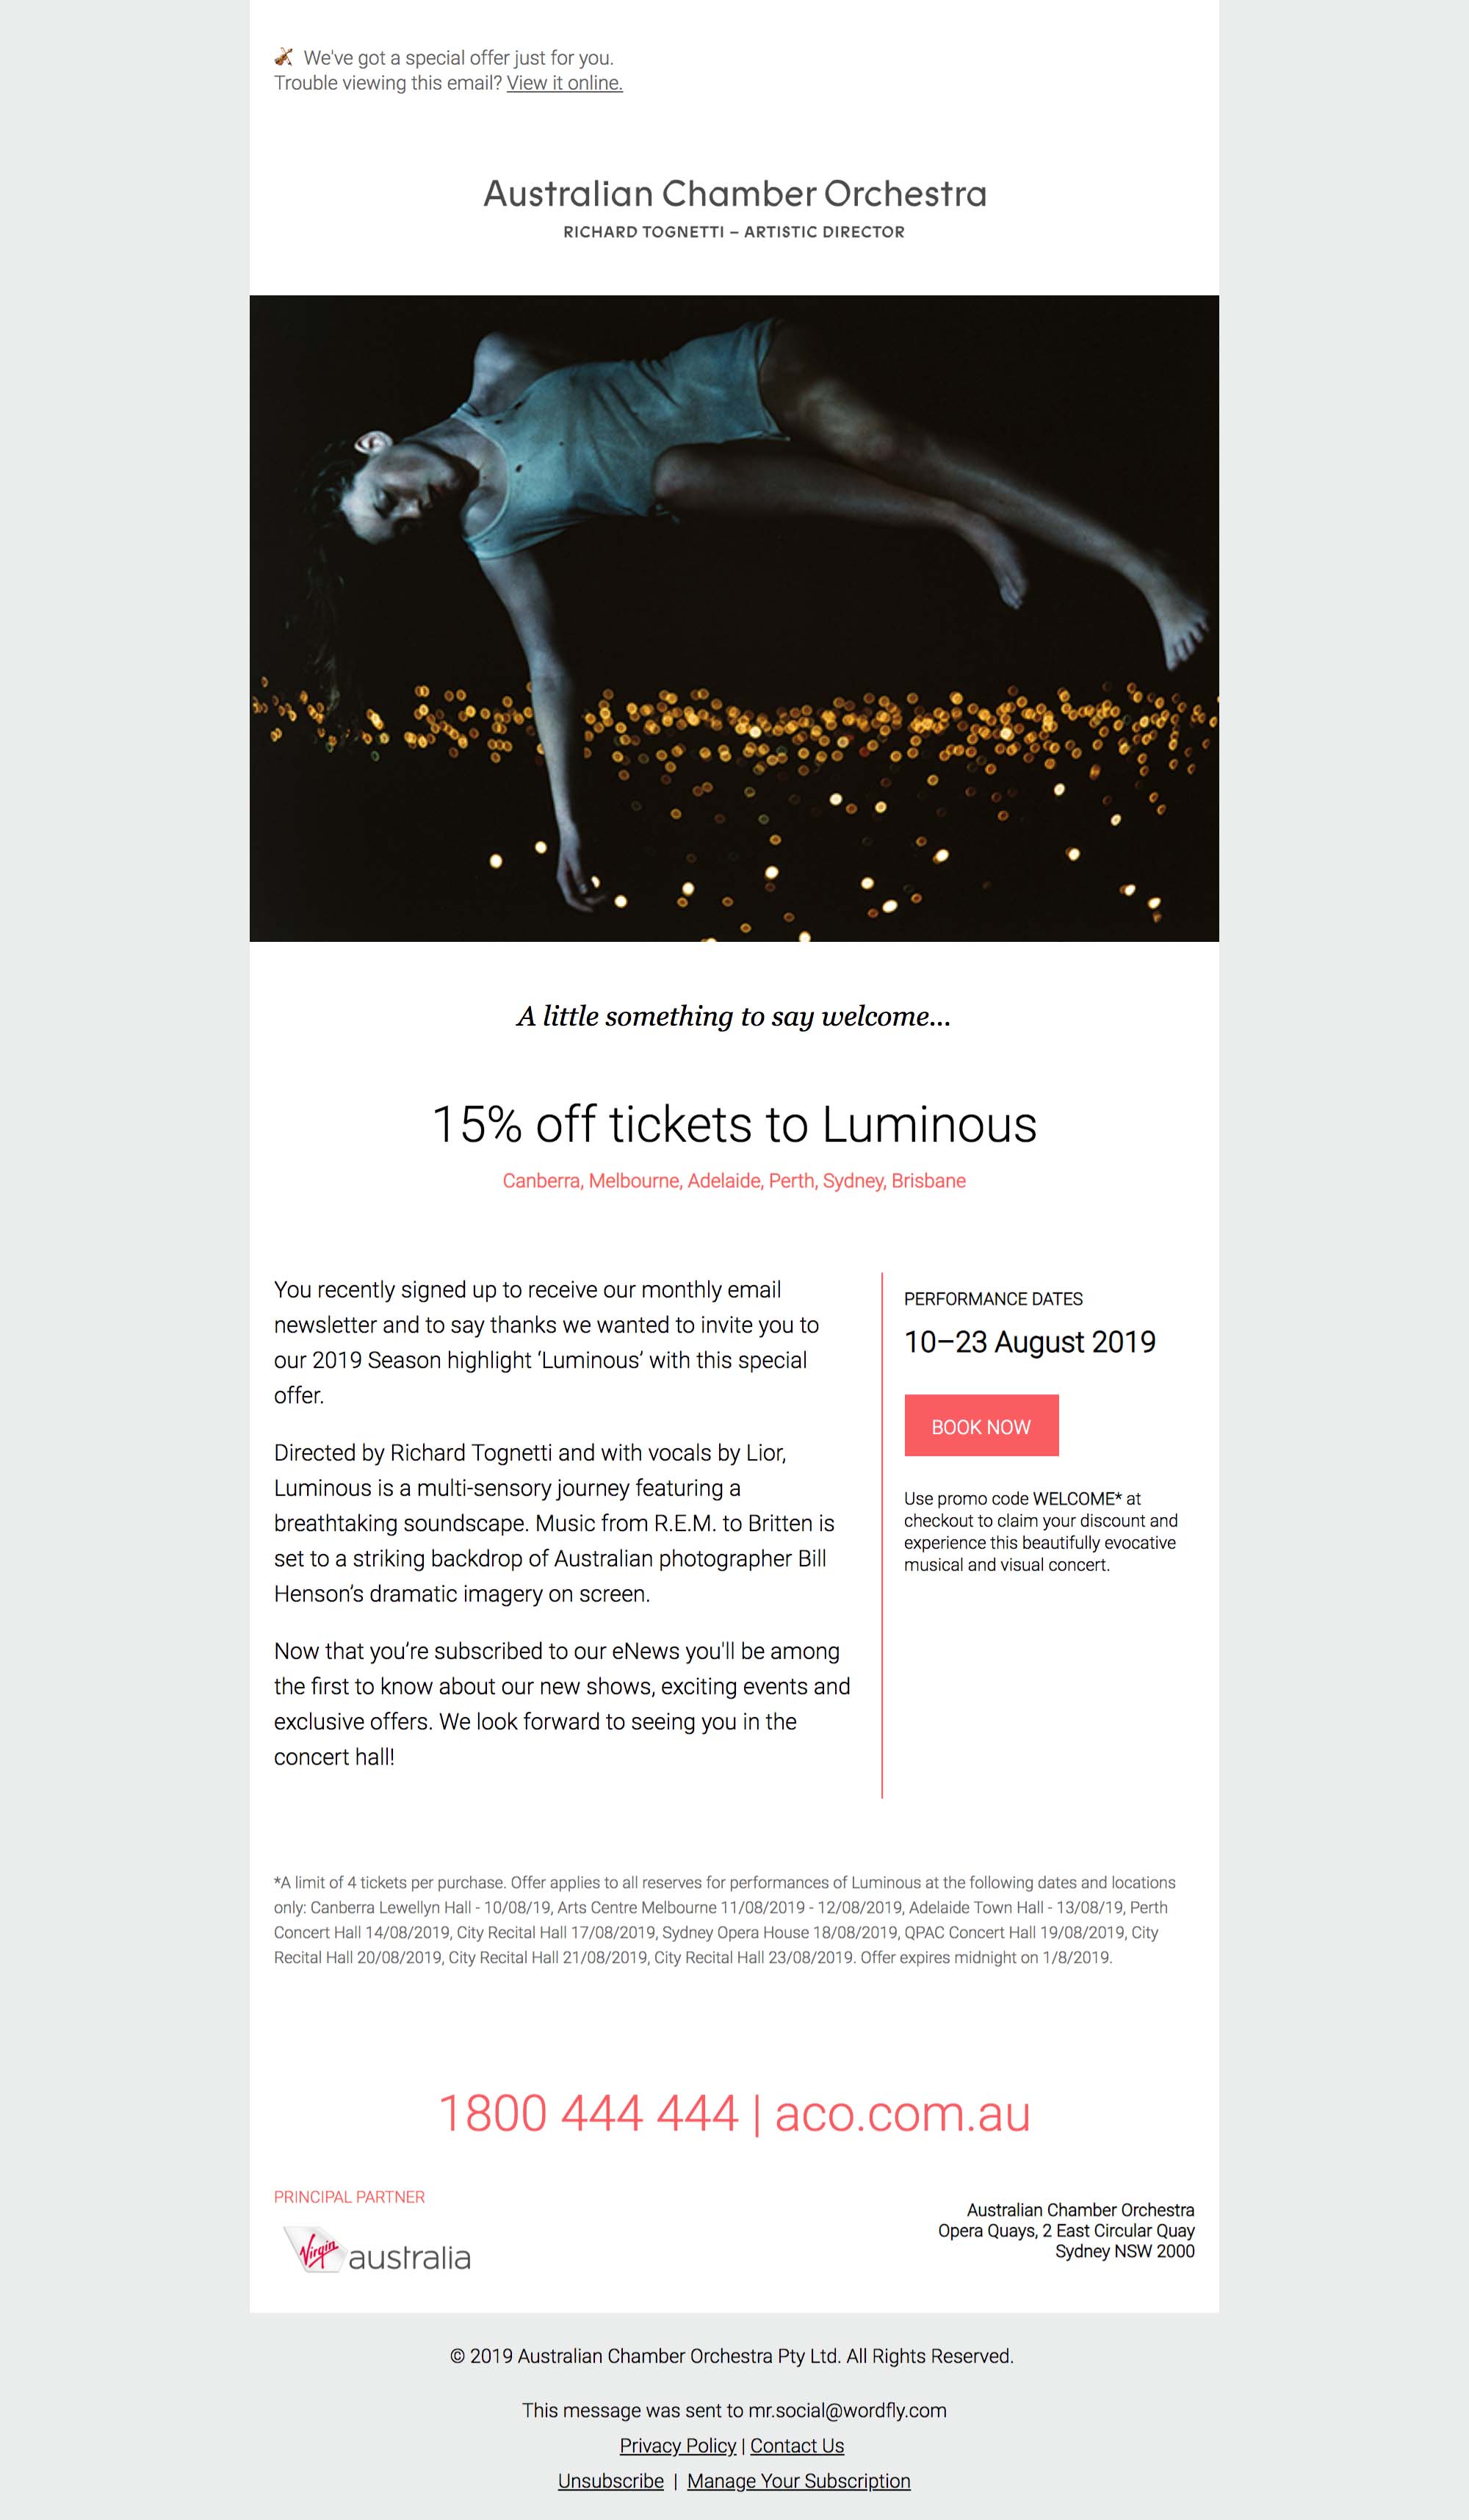 🎻 We've got a special offer just for you.
Trouble viewing this email? View it online.
Australian Chamber Orchestra
RICHARD TOGNETTI – ARTISTIC DIRECTOR
A little something to say welcome...
15% off tickets to Luminous
Canberra, Melbourne, Adelaide, Perth, Sydney, Brisbane
You recently signed up to receive our monthly email
newsletter and to say thanks we wanted to invite you to
our 2019 Season highlight ‘Luminous’ with this special
offer.
Directed by Richard Tognetti and with vocals by Lior,
Luminous is a multi-sensory journey featuring a
breathtaking soundscape. Music from R.E.M. to Britten is
set to a striking backdrop of Australian photographer Bill
Henson’s dramatic imagery on screen.
Now that you’re subscribed to our eNews you'll be among
the first to know about our new shows, exciting events and
exclusive offers. We look forward to seeing you in the
concert hall!
PERFORMANCE DATES
10–23 August 2019
BOOK NOW
Use promo code WELCOME* at
checkout to claim your discount and
experience this beautifully evocative
musical and visual concert.
*A limit of 4 tickets per purchase. Offer applies to all reserves for performances of Luminous at the following dates and locations
only: Canberra Lewellyn Hall - 10/08/19, Arts Centre Melbourne 11/08/2019 - 12/08/2019, Adelaide Town Hall - 13/08/19, Perth
Concert Hall 14/08/2019, City Recital Hall 17/08/2019, Sydney Opera House 18/08/2019, QPAC Concert Hall 19/08/2019, City
Recital Hall 20/08/2019, City Recital Hall 21/08/2019, City Recital Hall 23/08/2019. Offer expires midnight on 1/8/2019.
1800 444 444 | aco.com.au
PRINCIPAL PARTNER
Virgin australia
Australian Chamber Orchestra
Opera Quays, 2 East Circular Quay
Sydney NSW 2000
© 2019 Australian Chamber Orchestra Pty Ltd. All Rights Reserved.
This message was sent to mr.social@wordfly.com
Privacy Policy | Contact Us
Unsubscribe | Manage Your Subscription